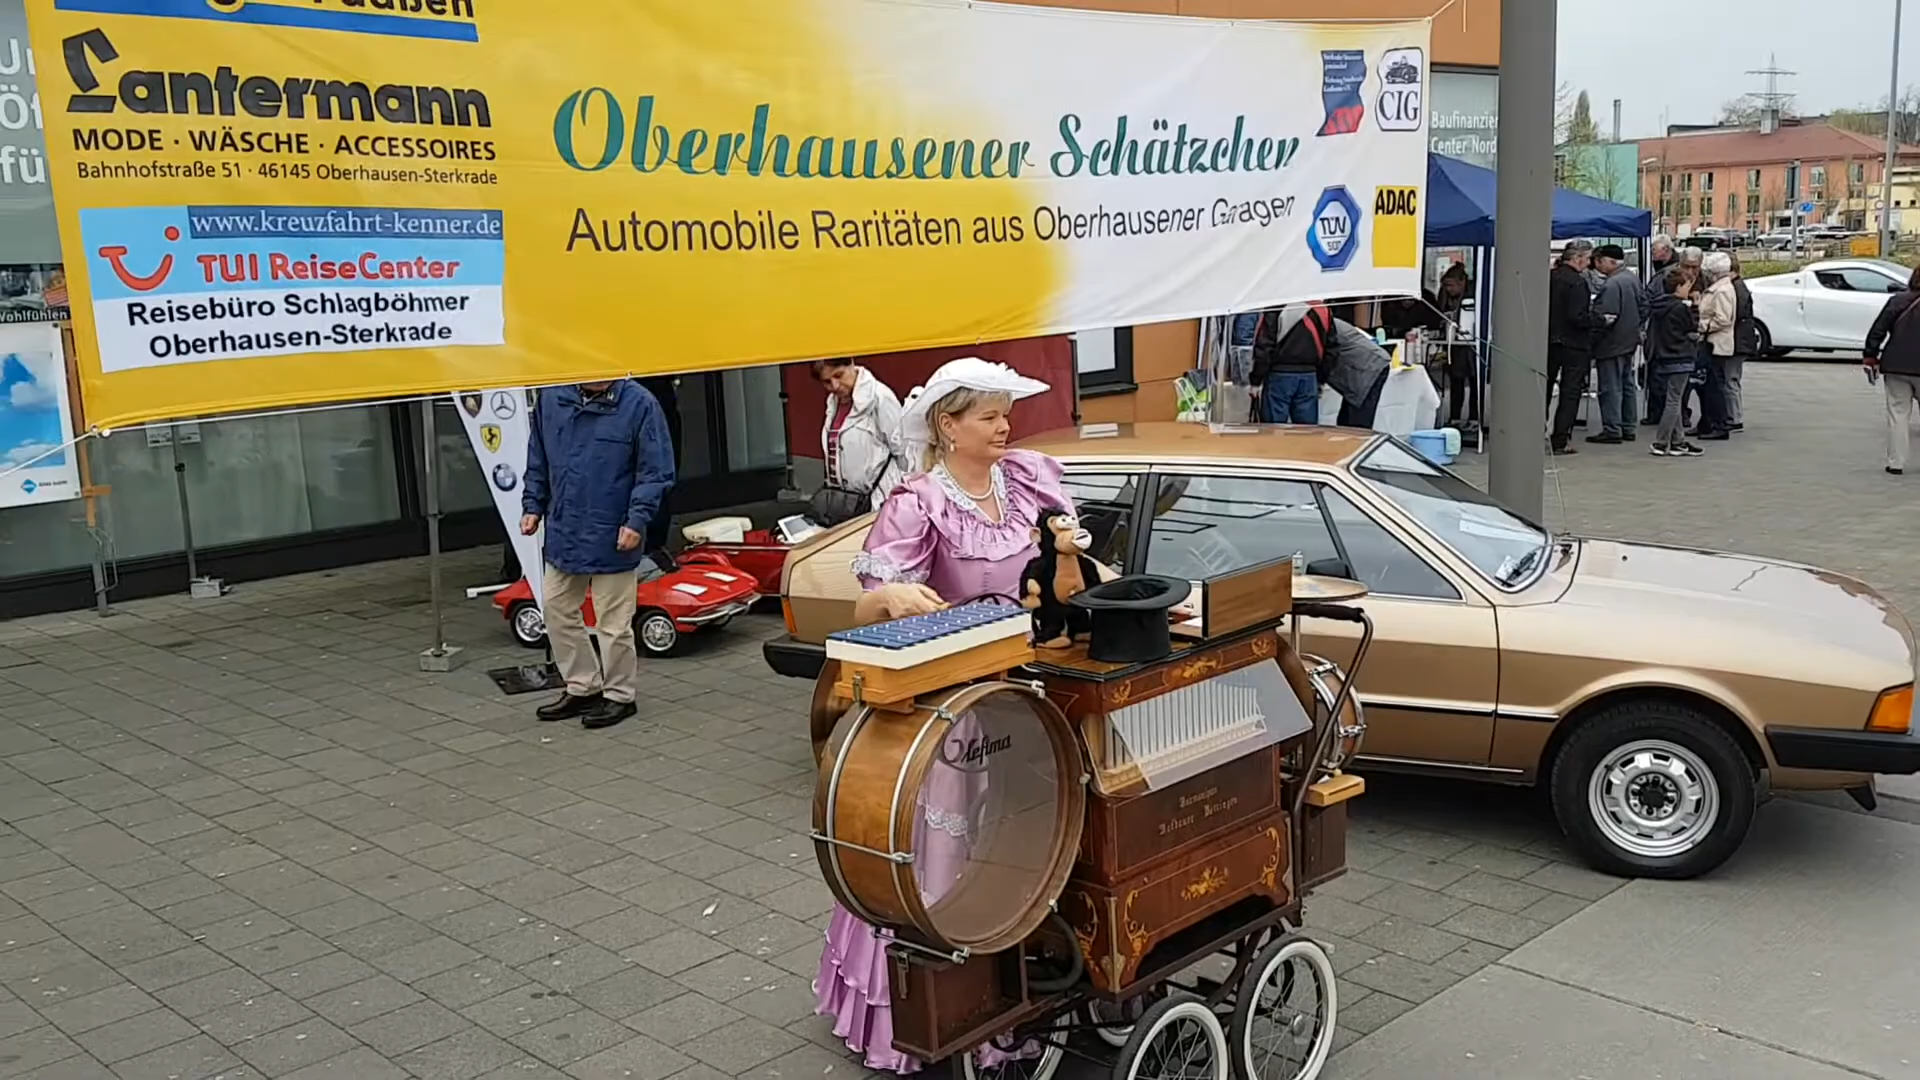 Lantermann
MODE · WÄSCHE · ACCESSOIRES
Bahnhofstraße 51 · 46145 Oberhausen-Sterkrade
www.kreuzfahrt-kenner.de
TUI ReiseCenter
Reisebüro Schlagböhmer
Oberhausen-Sterkrade
Oberhausener Schätzchen
Automobile Raritäten aus Oberhausener Garagen
CIG
TÜV
ADAC
Center Nord
Wohlfühlen